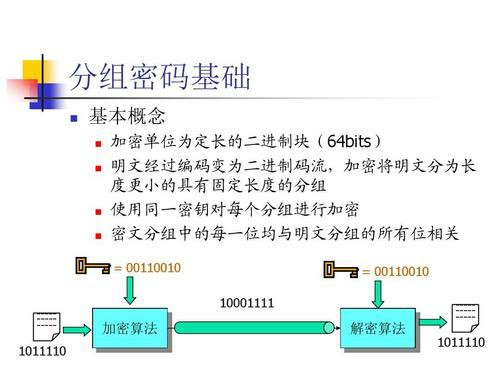 分组密码基础
基本概念
加密单位为定长的二进制块（64bits）
明文经过编码变为二进制码流，加密将明文分为长
度更小的具有固定长度的分组
使用同一密钥对每个分组进行加密
密文分组中的每一位均与明文分组的所有位相关
= 00110010
= 00110010
10001111
加密算法
解密算法
1011110
1011110